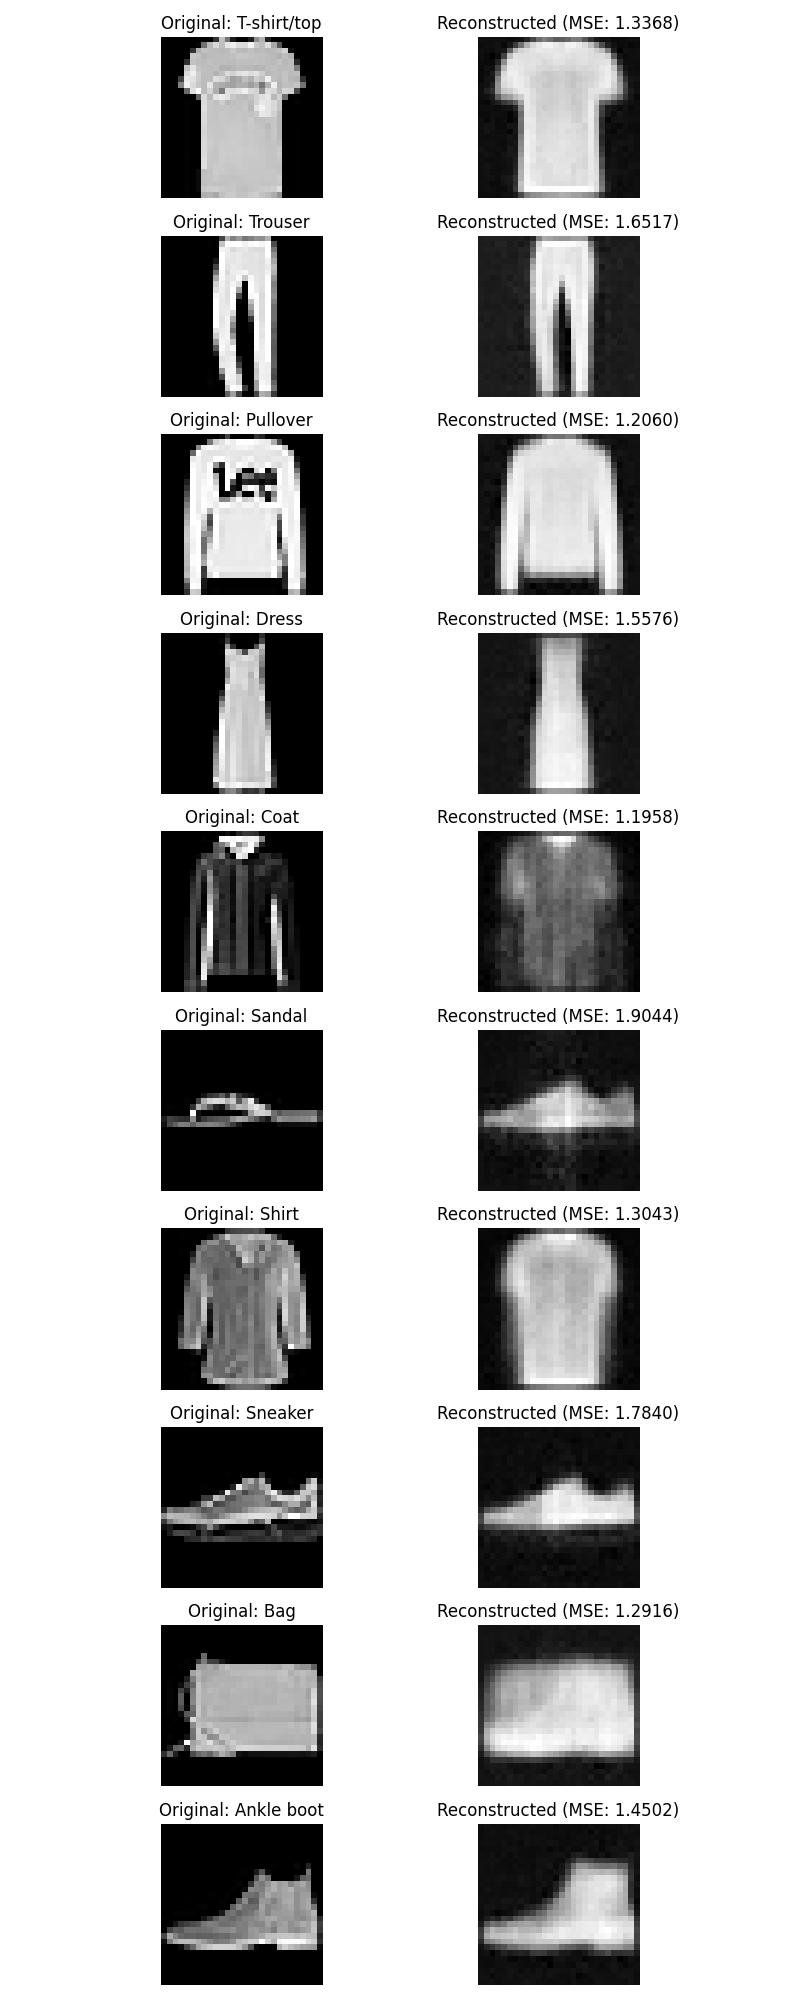 Original: T-shirt/top
Reconstructed (MSE: 1.3368)
Original: Trouser
Reconstructed (MSE: 1.6517)
Original: Pullover
Reconstructed (MSE: 1.2060)
Lee
Original: Dress
Reconstructed (MSE: 1.5576)
Original: Coat
Reconstructed (MSE: 1.1958)
Original: Sandal
Reconstructed (MSE: 1.9044)
Original: Shirt
Reconstructed (MSE: 1.3043)
Original: Sneaker
Reconstructed (MSE: 1.7840)
Original: Bag
Reconstructed (MSE: 1.2916)
Original: Ankle boot
Reconstructed (MSE: 1.4502)